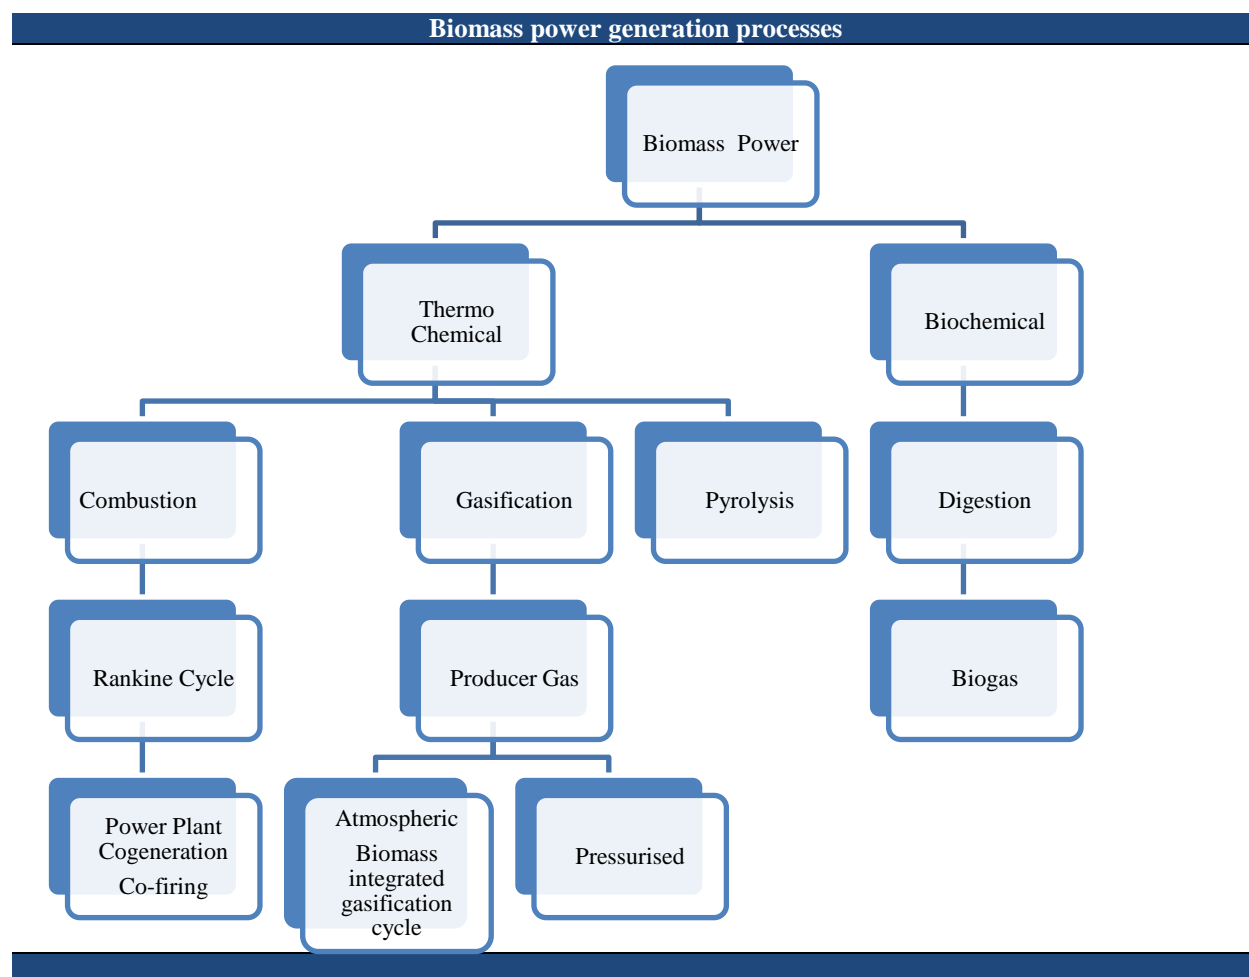 Biomass power generation processes
Biomass  Power
Thermo
Chemical
Biochemical
Combustion
Gasification
Pyrolysis
Digestion
Rankine Cycle
Producer Gas
Biogas
Power Plant
Cogeneration
Co-firing
Atmospheric
Biomass
integrated
gasification
cycle
Pressurised